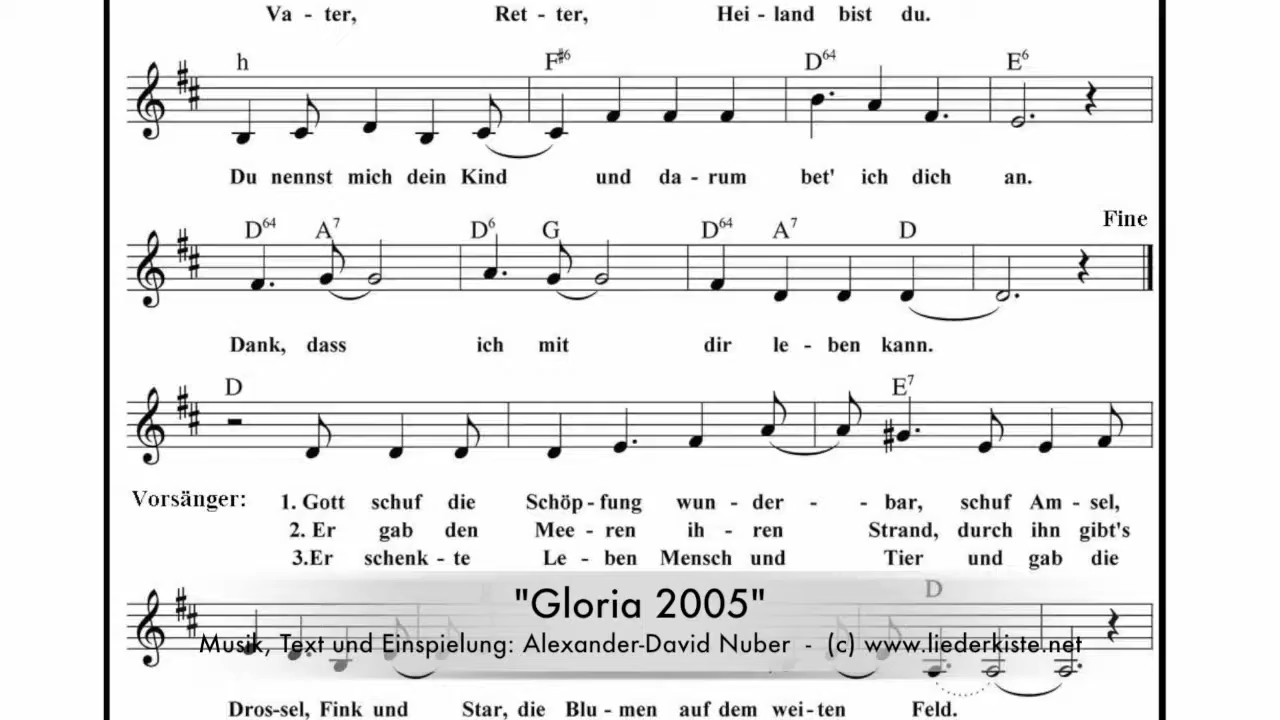 Va - ter, Ret - ter, Hei - land bist du.
h F#6 D64 E6
Du nennst mich dein Kind und da - rum bet' ich dich an.
Fine
D64 A7 D6 G D64 A7 D
Dank, dass ich mit dir le - ben kann.
D E7
Vorsänger: 1. Gott schuf die Schöp - fung wun - der - - bar, schuf Am - sel,
2. Er gab den Mee - ren ih - ren Strand, durch ihn gibt's
3.Er schenk - te Le - ben Mensch und Tier und gab die
D
"Gloria 2005"
Musik, Text und Einspielung: Alexander-David Nuber - (c) www.liederkiste.net
Dros - sel, Fink und Star, die Blu - men auf dem wei - ten Feld.